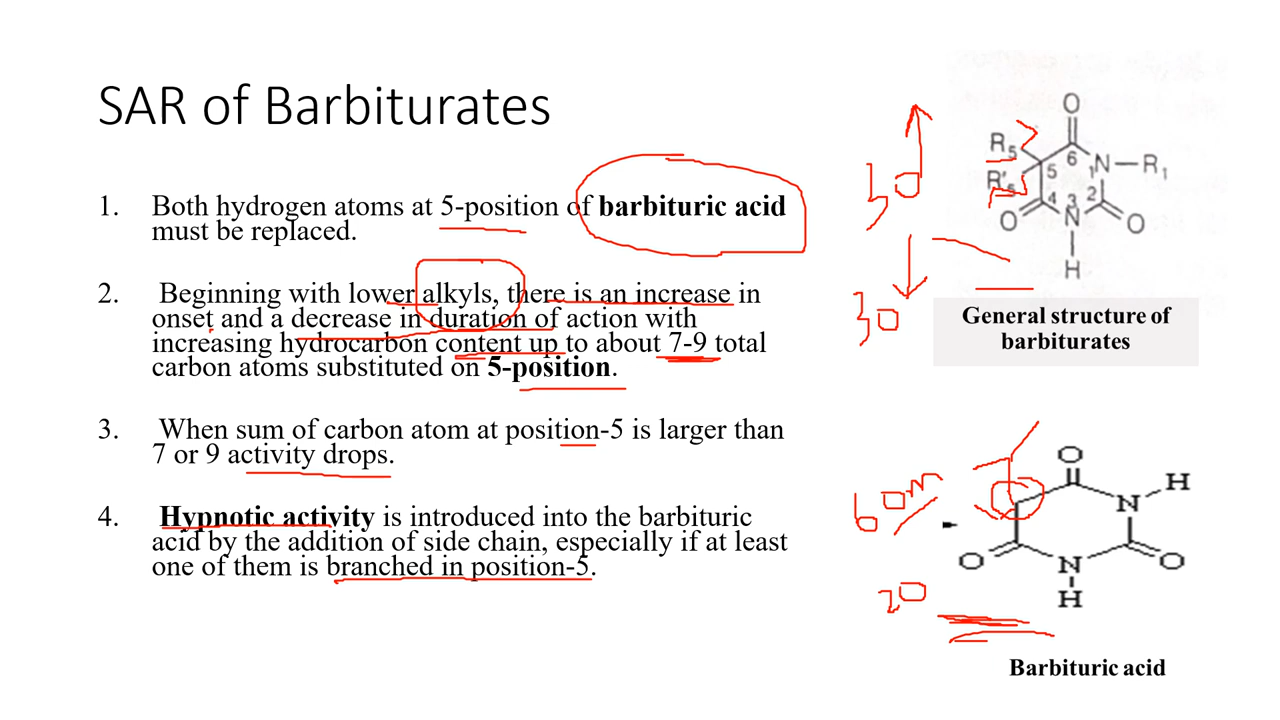 SAR of Barbiturates
1. Both hydrogen atoms at 5-position of barbituric acid
must be replaced.
2. Beginning with lower alkyls, there is an increase in
onset and a decrease in duration of action with
increasing hydrocarbon content up to about 7-9 total
carbon atoms substituted on 5-position.
3. When sum of carbon atom at position-5 is larger than
7 or 9 activity drops.
4. Hypnotic activity is introduced into the barbituric
acid by the addition of side chain, especially if at least
one of them is branched in position-5.
30
30
O
R5
R'5
6
5
1
N
R1
4
3
2
O
N
O
H
General structure of
barbiturates
60m
20
O
H
N
O
N
O
H
Barbituric acid